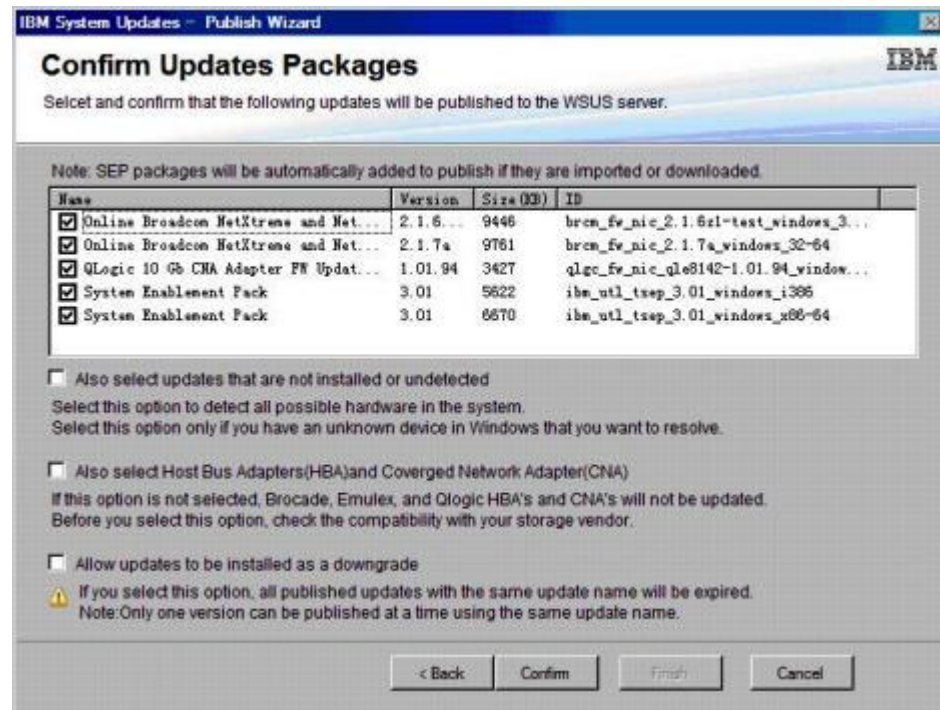 IBM System Updates - Publish Wizard
Confirm Updates Packages
IBM
Selcet and confirm that the following updates will be published to the WSUS server.
Note: SEP packages will be automatically added to publish if they are imported or downloaded.
Name Version Size(KB) ID
Online Broadcom NetXtreme and Net... 2.1.6... 9446 brcm_fw_nic_2.1.6z1-test_windows_3...
Online Broadcom NetXtreme and Net... 2.1.7a 9761 brcm_fw_nic_2.1.7a_windows_32-64
QLogic 10 Gb CNA Adapter FW Updat... 1.01.94 3427 qlgc_fw_nic_qle8142-1.01.94_window...
System Enablement Pack 3.01 5622 ibm_utl_tsep_3.01_windows_i386
System Enablement Pack 3.01 6670 ibm_utl_tsep_3.01_windows_x86-64
Also select updates that are not installed or undetected
Select this option to detect all possible hardware in the system.
Select this option only if you have an unknown device in Windows that you want to resolve.
Also select Host Bus Adapters(HBA)and Coverged Network Adapter(CNA)
If this option is not selected, Brocade, Emulex, and Qlogic HBA's and CNA's will not be updated.
Before you select this option, check the compatibility with your storage vendor.
Allow updates to be installed as a downgrade
If you select this option, all published updates with the same update name will be expired.
Note:Only one version can be published at a time using the same update name.
< Back Confirm Finish Cancel